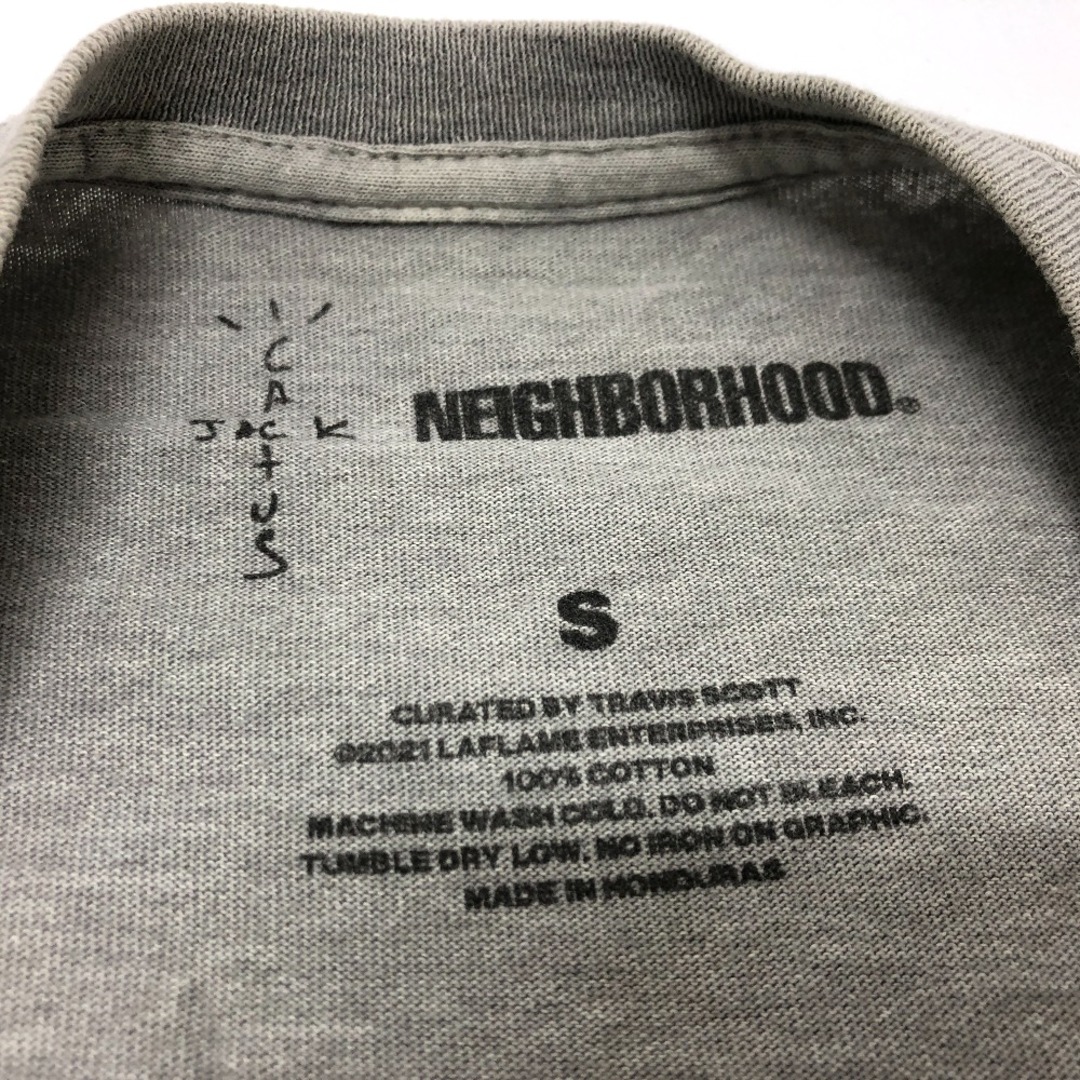 CACTUS
JACK
NEIGHBORHOOD®
S
CURATED BY TRAVIS SCOTT
©2021 LAFLAME ENTERPRISES, INC.
100% COTTON
MACHINE WASH COLD. DO NOT BLEACH.
TUMBLE DRY LOW. NO IRON ON GRAPHIC.
MADE IN HONDURAS